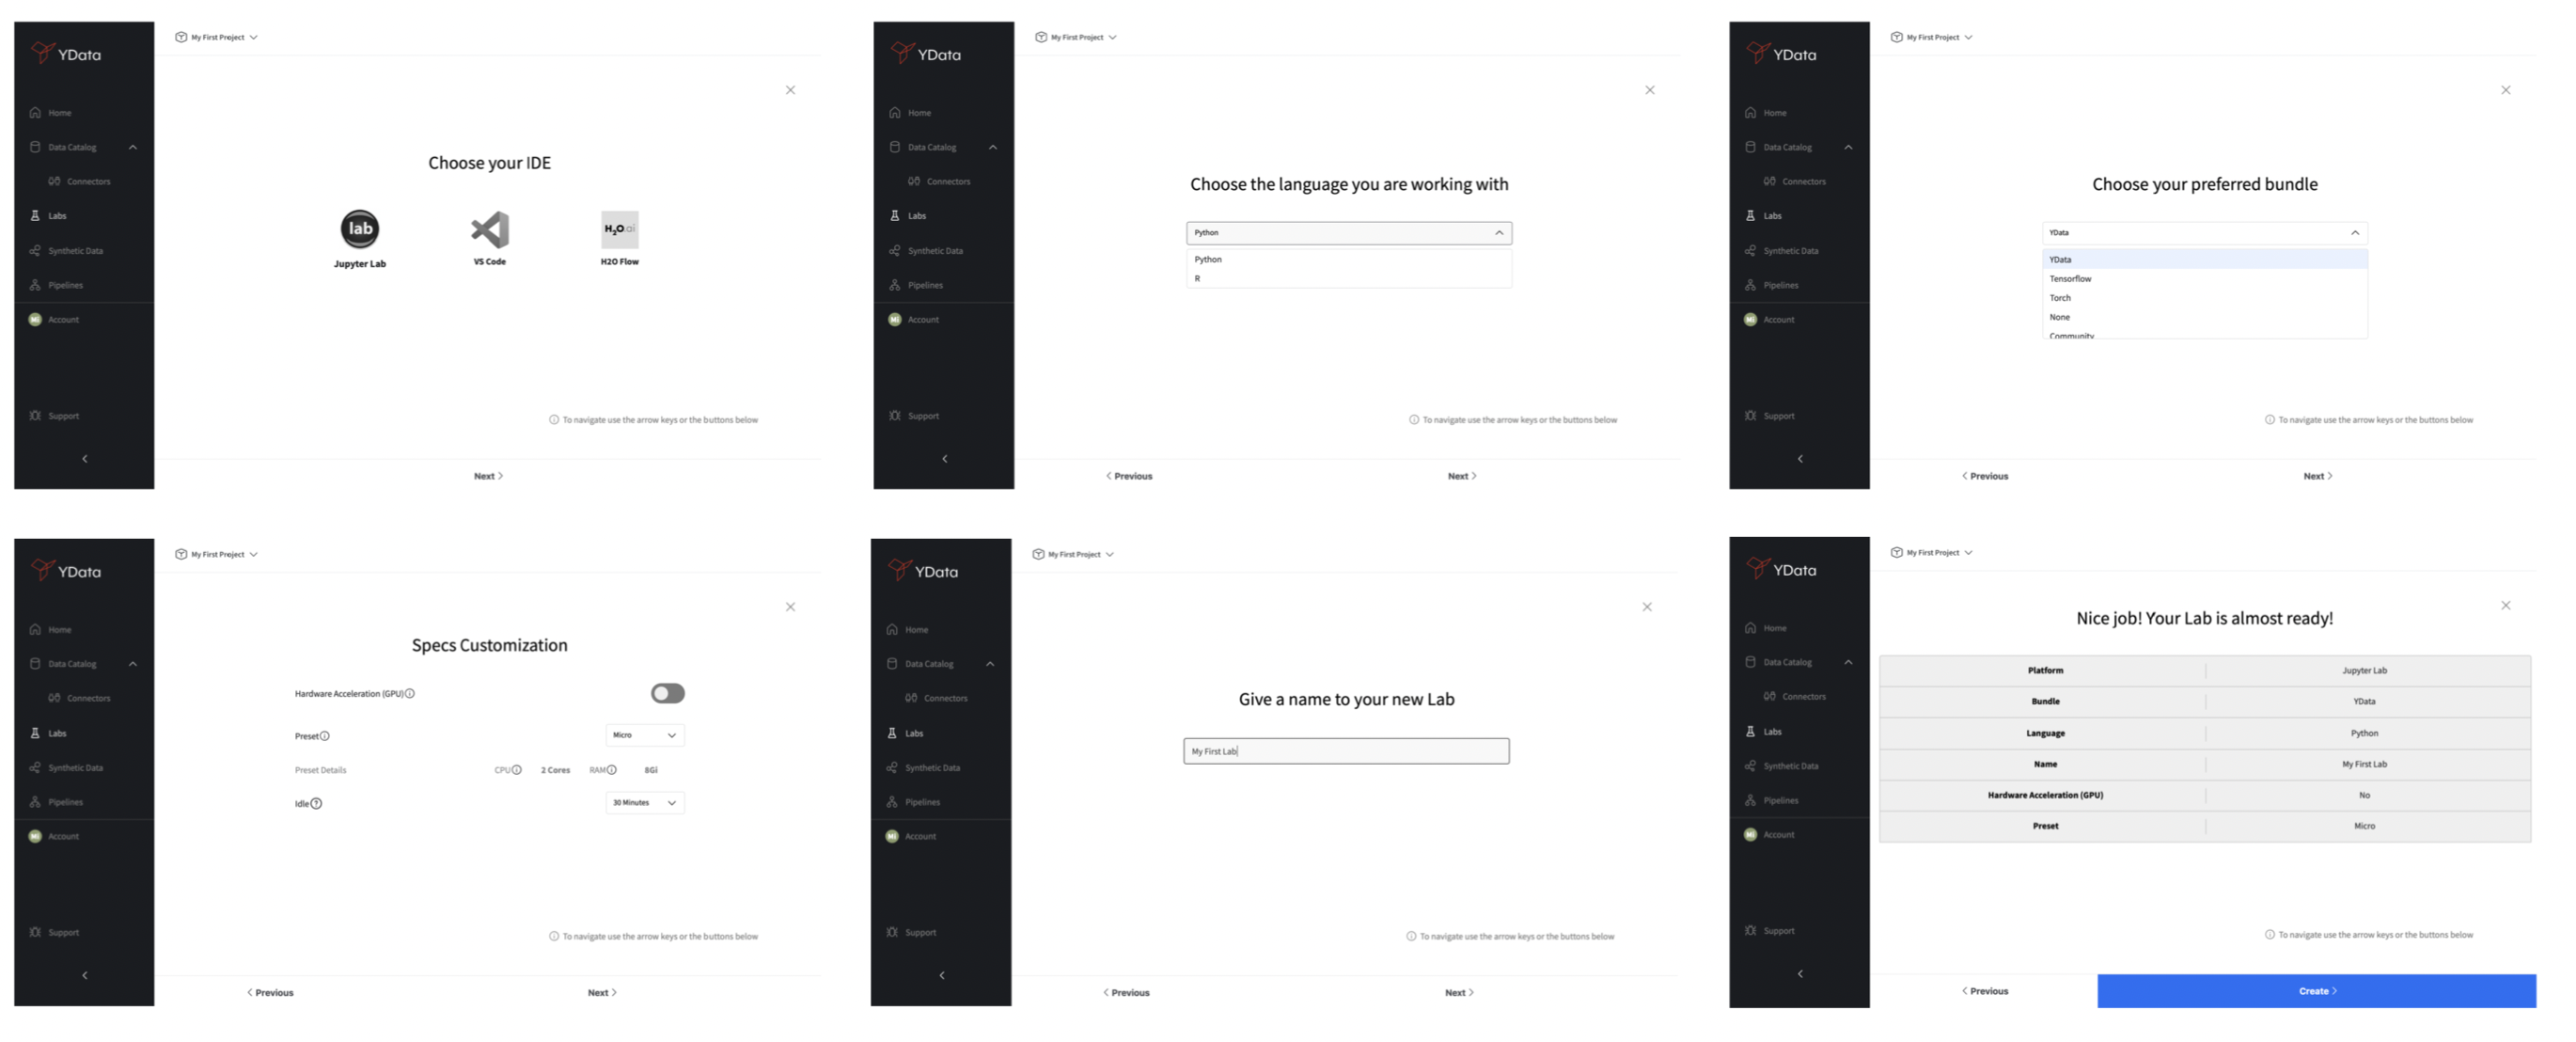 YData
My First Project
Home
Data Catalog
Connectors
Labs
Synthetic Data
Pipelines
MI Account
Support
Choose your IDE
lab
H2O.ai
Jupyter Lab
VS Code
H2O Flow
To navigate use the arrow keys or the buttons below
Next
YData
My First Project
Home
Data Catalog
Connectors
Labs
Synthetic Data
Pipelines
MI Account
Support
Choose the language you are working with
Python
Python
R
To navigate use the arrow keys or the buttons below
Previous
Next
YData
My First Project
Home
Data Catalog
Connectors
Labs
Synthetic Data
Pipelines
MI Account
Support
Choose your preferred bundle
YData
YData
Tensorflow
Torch
None
Community
To navigate use the arrow keys or the buttons below
Previous
Next
YData
My First Project
Home
Data Catalog
Connectors
Labs
Synthetic Data
Pipelines
MI Account
Support
Specs Customization
Hardware Acceleration (GPU)
Preset Micro
Preset Details CPU 2 Cores RAM 8Gi
Idle 30 Minutes
To navigate use the arrow keys or the buttons below
Previous
Next
YData
My First Project
Home
Data Catalog
Connectors
Labs
Synthetic Data
Pipelines
MI Account
Support
Give a name to your new Lab
My First Lab
To navigate use the arrow keys or the buttons below
Previous
Next
YData
My First Project
Home
Data Catalog
Connectors
Labs
Synthetic Data
Pipelines
MI Account
Support
Nice job! Your Lab is almost ready!
Platform Jupyter Lab
Bundle YData
Language Python
Name My First Lab
Hardware Acceleration (GPU) No
Preset Micro
To navigate use the arrow keys or the buttons below
Previous
Create